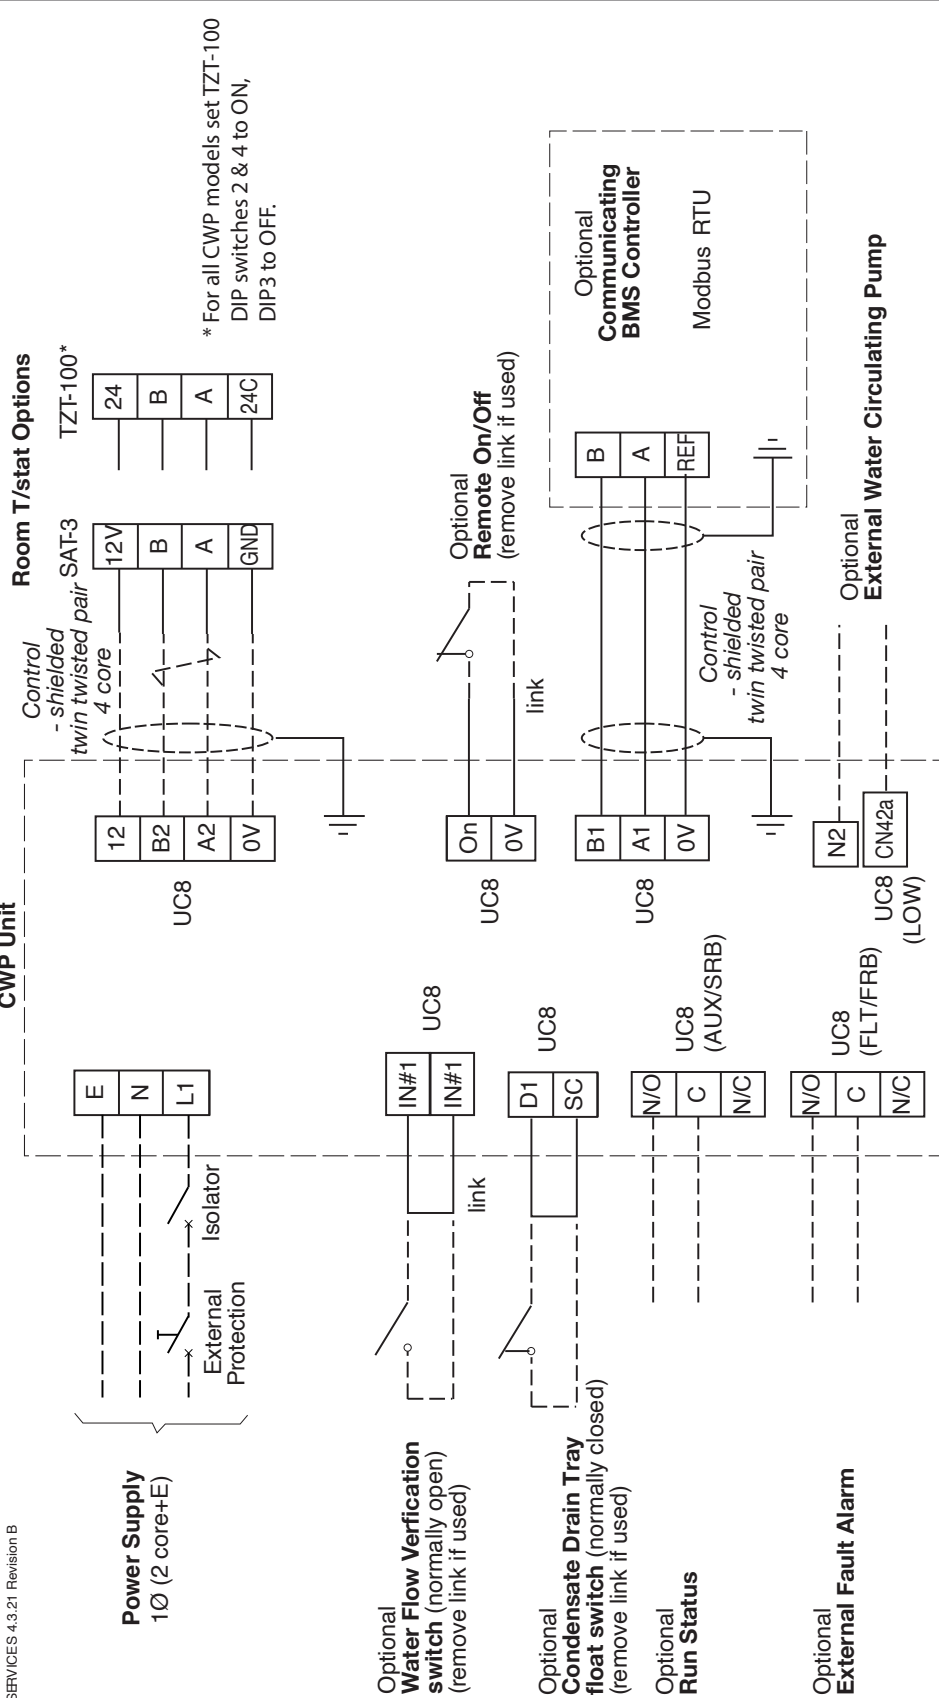 SERVICES 4.3.21 Revision B
CWP Unit
Power Supply
1Ø (2 core+E)
External
Protection
Isolator
E
N
L1
Optional
Water Flow Verfication
switch (normally open)
(remove link if used)
link
IN#1
IN#1
UC8
Optional
Condensate Drain Tray
float switch (normally closed)
(remove link if used)
D1
SC
UC8
Optional
Run Status
N/O
C
N/C
UC8
(AUX/SRB)
Optional
External Fault Alarm
N/O
C
N/C
UC8
(FLT/FRB)
Room T/stat Options
UC8
12
B2
A2
0V
Control
- shielded
twin twisted pair
4 core
SAT-3
12V
B
A
GND
TZT-100*
24
B
A
24C
* For all CWP models set TZT-100
DIP switches 2 & 4 to ON,
DIP3 to OFF.
UC8
On
0V
link
Optional
Remote On/Off
(remove link if used)
UC8
B1
A1
0V
Control
- shielded
twin twisted pair
4 core
B
A
REF
Optional
Communicating
BMS Controller
Modbus RTU
UC8
(LOW)
N2
CN42a
Optional
External Water Circulating Pump